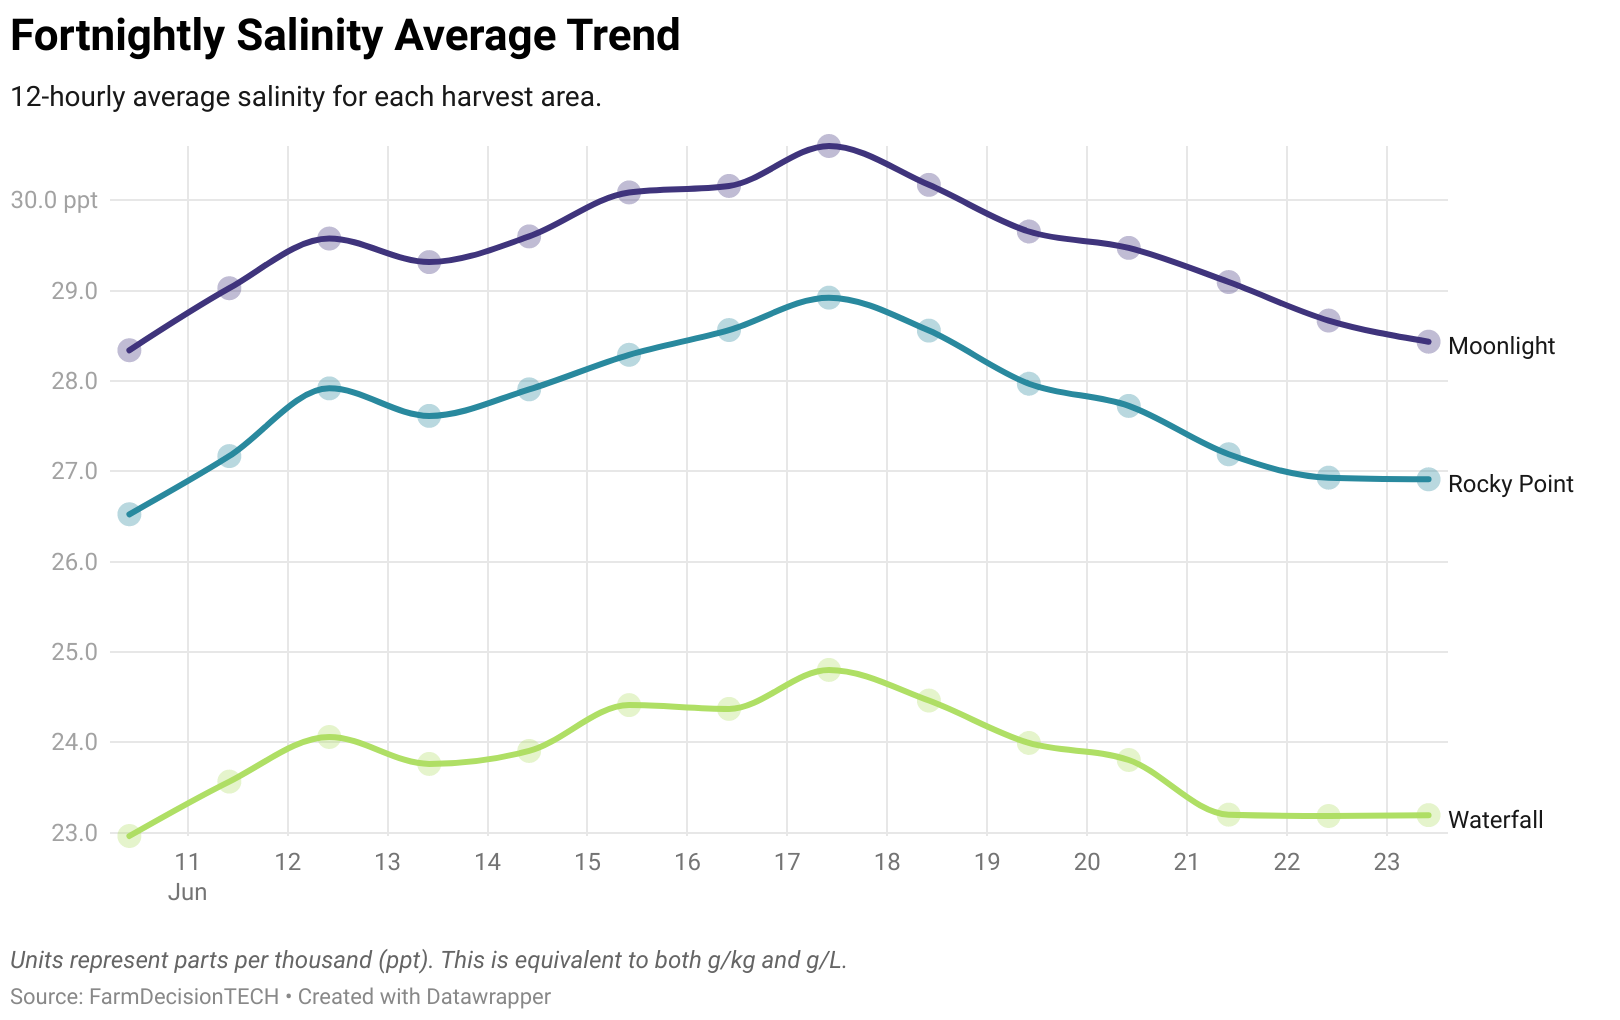 Fortnightly Salinity Average Trend
12-hourly average salinity for each harvest area.
30.0 ppt
29.0
28.0
Moonlight
27.0
Rocky Point
26.0
25.0
24.0
23.0
Waterfall
11 12 13 14 15 16 17 18 19 20 21 22 23
Jun
Units represent parts per thousand (ppt). This is equivalent to both g/kg and g/L.
Source: FarmDecisionTECH • Created with Datawrapper